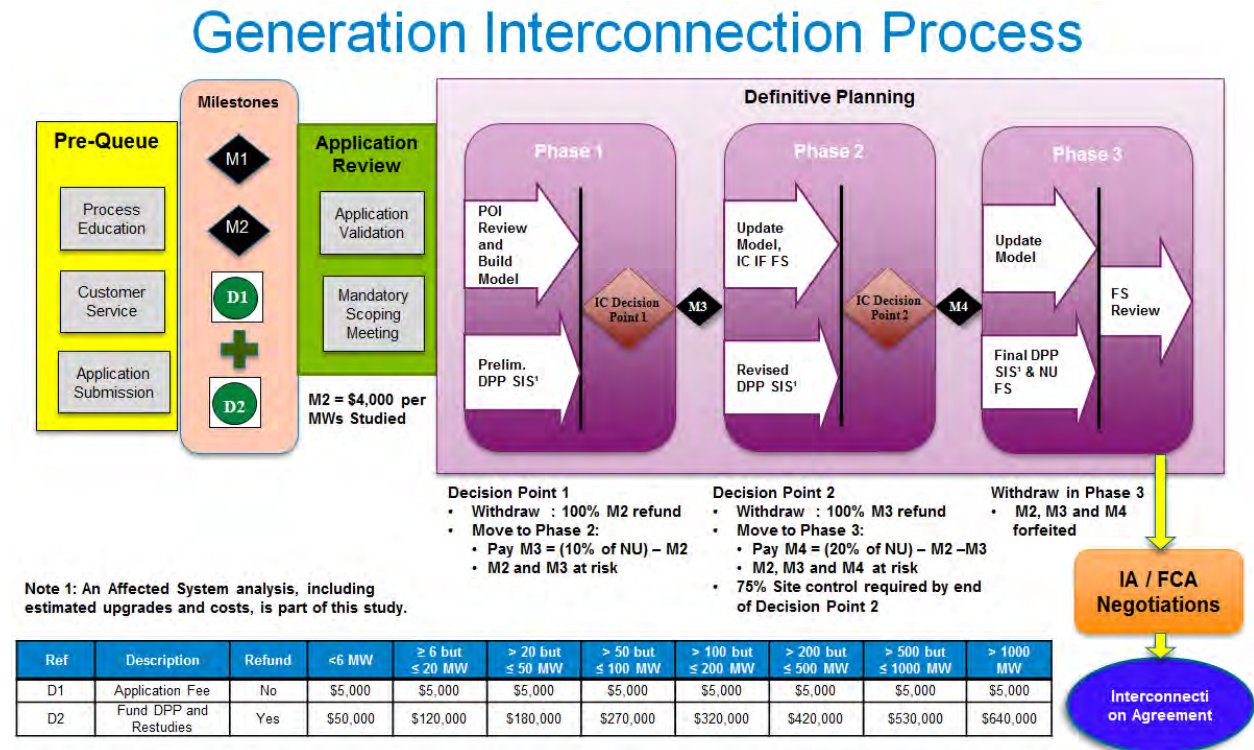 Generation Interconnection Process
Pre-Queue
Process
Education
Customer
Service
Application
Submission
Milestones
M1
M2
D1
D2
Application
Review
Application
Validation
Mandatory
Scoping
Meeting
M2 = $4,000 per
MWs Studied
Definitive Planning
Phase 1
POI
Review
and
Build
Model
Prelim.
DPP SIS¹
IC Decision
Point 1
M3
Phase 2
Update
Model,
IC IF FS
Revised
DPP SIS¹
IC Decision
Point 2
M4
Phase 3
Update
Model
Final DPP
SIS¹ & NU
FS
FS
Review
Decision Point 1
• Withdraw : 100% M2 refund
• Move to Phase 2:
• Pay M3 = (10% of NU) – M2
• M2 and M3 at risk
Decision Point 2
• Withdraw : 100% M3 refund
• Move to Phase 3:
• Pay M4 = (20% of NU) – M2 –M3
• M2, M3 and M4 at risk
• 75% Site control required by end
of Decision Point 2
Withdraw in Phase 3
• M2, M3 and M4
forfeited
IA / FCA
Negotiations
Interconnecti
on Agreement
Note 1: An Affected System analysis, including
estimated upgrades and costs, is part of this study.
Ref Description Refund <6 MW ≥ 6 but ≤ 20 MW > 20 but ≤ 50 MW > 50 but ≤ 100 MW > 100 but ≤ 200 MW > 200 but ≤ 500 MW > 500 but ≤ 1000 MW > 1000 MW
D1 Application Fee No $5,000 $5,000 $5,000 $5,000 $5,000 $5,000 $5,000 $5,000
D2 Fund DPP and Restudies Yes $50,000 $120,000 $180,000 $270,000 $320,000 $420,000 $530,000 $640,000